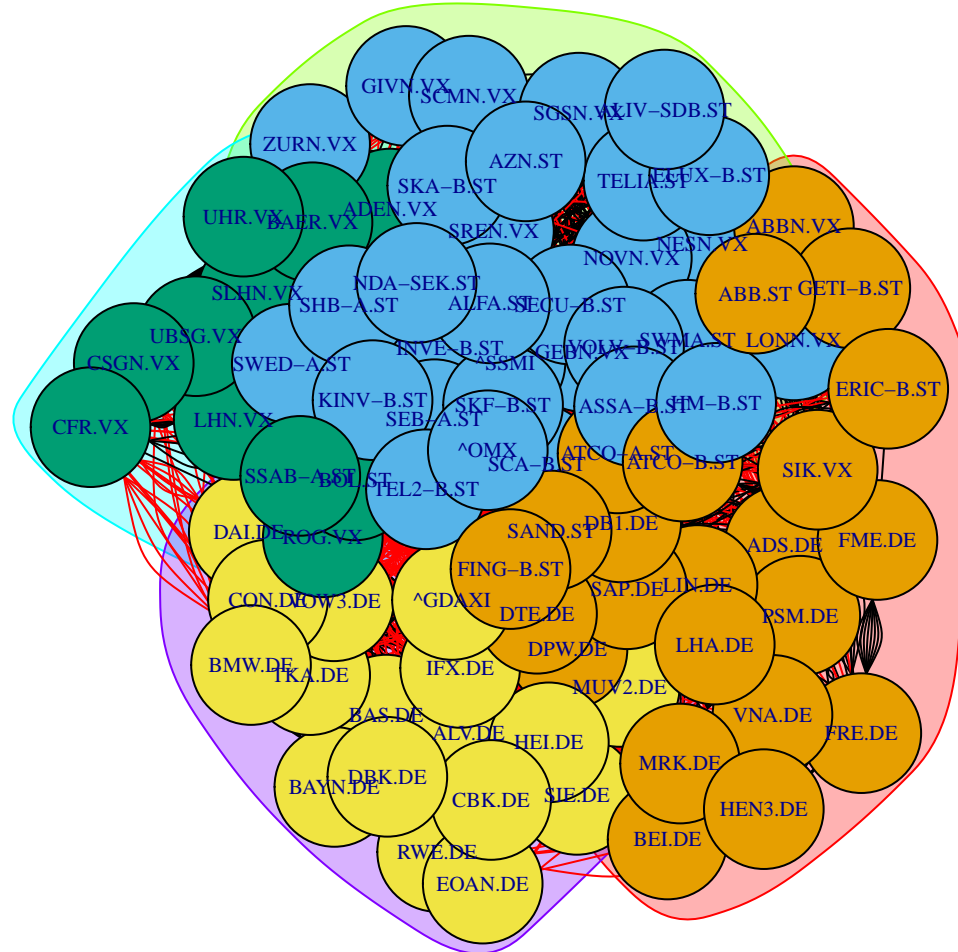 GIVN.VX
SCMN.VX
SGSN.VX
ALIV−SDB.ST
ZURN.VX
AZN.ST
SKA−B.ST
TELIA.ST
ELUX−B.ST
UHR.VX
BAER.VX
ADEN.VX
SREN.VX
NOVN.VX
NESN.VX
ABBN.VX
SLHN.VX
NDA−SEK.ST
SHB−A.ST
ALFA.ST
SECU−B.ST
ABB.ST
GETI−B.ST
UBSG.VX
CSGN.VX
SWED−A.ST
INVE−B.ST
^SSMI
GEBN.VX
VOLV−B.ST
SWMA.ST
LONN.VX
CFR.VX
LHN.VX
KINV−B.ST
SEB−A.ST
SKF−B.ST
ASSA−B.ST
HM−B.ST
ERIC−B.ST
^OMX
SSAB−A.ST
BOL.ST
TEL2−B.ST
SCA−B.ST
ATCO−A.ST
ATCO−B.ST
SIK.VX
DAI.DE
ROG.VX
SAND.ST
DB1.DE
ADS.DE
FME.DE
FING−B.ST
CON.DE
VOW3.DE
^GDAXI
DTE.DE
SAP.DE
LIN.DE
PSM.DE
BMW.DE
TKA.DE
IFX.DE
DPW.DE
LHA.DE
MUV2.DE
BAS.DE
ALV.DE
HEI.DE
VNA.DE
FRE.DE
BAYN.DE
DBK.DE
CBK.DE
SIE.DE
MRK.DE
HEN3.DE
RWE.DE
EOAN.DE
BEI.DE